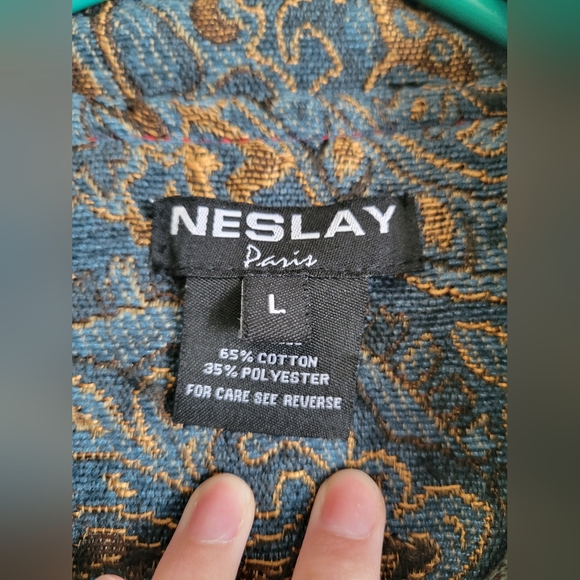 NESLAY
Paris
L
65% COTTON
35% POLYESTER
FOR CARE SEE REVERSE